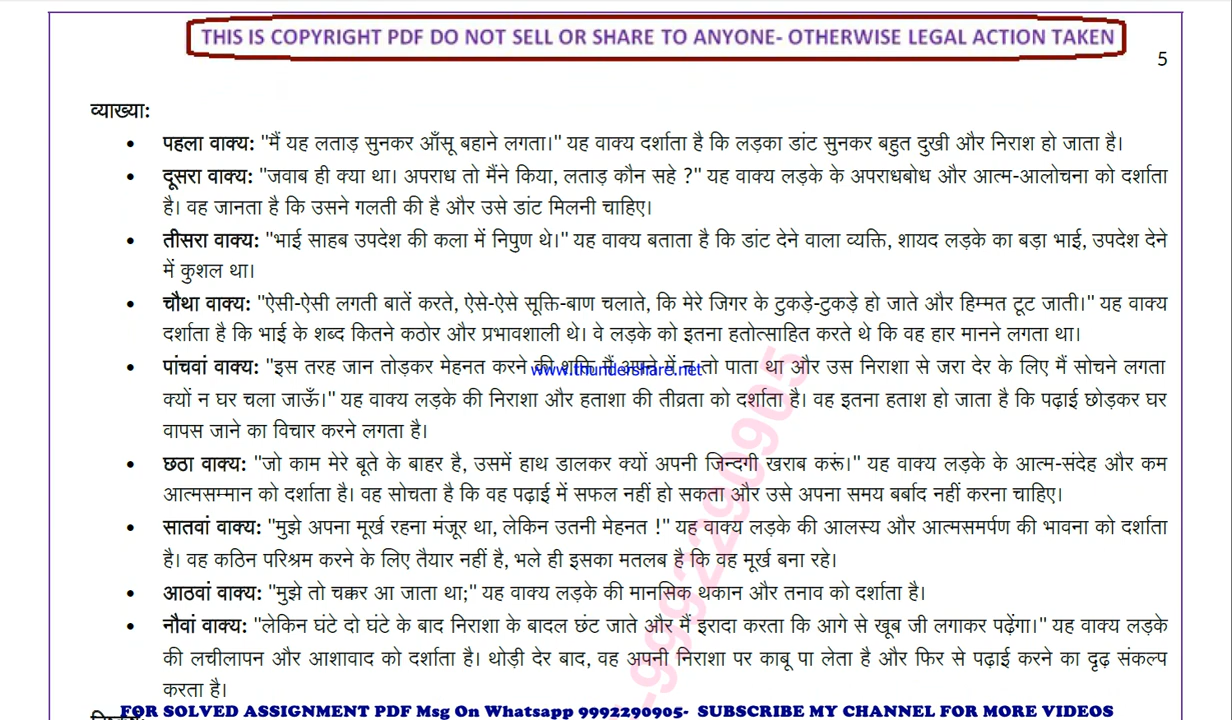 THIS IS COPYRIGHT PDF DO NOT SELL OR SHARE TO ANYONE- OTHERWISE LEGAL ACTION TAKEN
5
व्याख्या:
• पहला वाक्य: "मैं यह लताड़ सुनकर आँसू बहाने लगता।" यह वाक्य दर्शाता है कि लड़का डांट सुनकर बहुत दुखी और निराश हो जाता है।
• दूसरा वाक्य: "जवाब ही क्या था। अपराध तो मैंने किया, लताड़ कौन सहे ?" यह वाक्य लड़के के अपराधबोध और आत्म-आलोचना को दर्शाता
है। वह जानता है कि उसने गलती की है और उसे डांट मिलनी चाहिए।
• तीसरा वाक्य: "भाई साहब उपदेश की कला में निपुण थे।" यह वाक्य बताता है कि डांट देने वाला व्यक्ति, शायद लड़के का बड़ा भाई, उपदेश देने
में कुशल था।
• चौथा वाक्य: "ऐसी-ऐसी लगती बातें करते, ऐसे-ऐसे सूक्ति-बाण चलाते, कि मेरे जिगर के टुकड़े-टुकड़े हो जाते और हिम्मत टूट जाती।" यह वाक्य
दर्शाता है कि भाई के शब्द कितने कठोर और प्रभावशाली थे। वे लड़के को इतना हतोत्साहित करते थे कि वह हार मानने लगता था।
• पांचवां वाक्य: "इस तरह जान तोड़कर मेहनत करने की शक्ति मैं अपने में न तो पाता था और उस निराशा से जरा देर के लिए मैं सोचने लगता
www.thundershare.net
क्यों न घर चला जाऊँ।" यह वाक्य लड़के की निराशा और हताशा की तीव्रता को दर्शाता है। वह इतना हताश हो जाता है कि पढ़ाई छोड़कर घर
वापस जाने का विचार करने लगता है।
• छठा वाक्य: "जो काम मेरे बूते के बाहर है, उसमें हाथ डालकर क्यों अपनी जिन्दगी खराब करूं।" यह वाक्य लड़के के आत्म-संदेह और कम
आत्मसम्मान को दर्शाता है। वह सोचता है कि वह पढ़ाई में सफल नहीं हो सकता और उसे अपना समय बर्बाद नहीं करना चाहिए।
• सातवां वाक्य: "मुझे अपना मूर्ख रहना मंजूर था, लेकिन उतनी मेहनत !" यह वाक्य लड़के की आलस्य और आत्मसमर्पण की भावना को दर्शाता
है। वह कठिन परिश्रम करने के लिए तैयार नहीं है, भले ही इसका मतलब है कि वह मूर्ख बना रहे।
• आठवां वाक्य: "मुझे तो चक्कर आ जाता था;" यह वाक्य लड़के की मानसिक थकान और तनाव को दर्शाता है।
• नौवां वाक्य: "लेकिन घंटे दो घंटे के बाद निराशा के बादल छंट जाते और मैं इरादा करता कि आगे से खूब जी लगाकर पढ़ेंगा।" यह वाक्य लड़के
की लचीलापन और आशावाद को दर्शाता है। थोड़ी देर बाद, वह अपनी निराशा पर काबू पा लेता है और फिर से पढ़ाई करने का दृढ़ संकल्प
करता है।
-9992290905
FOR SOLVED ASSIGNMENT PDF Msg On Whatsapp 9992290905- SUBSCRIBE MY CHANNEL FOR MORE VIDEOS